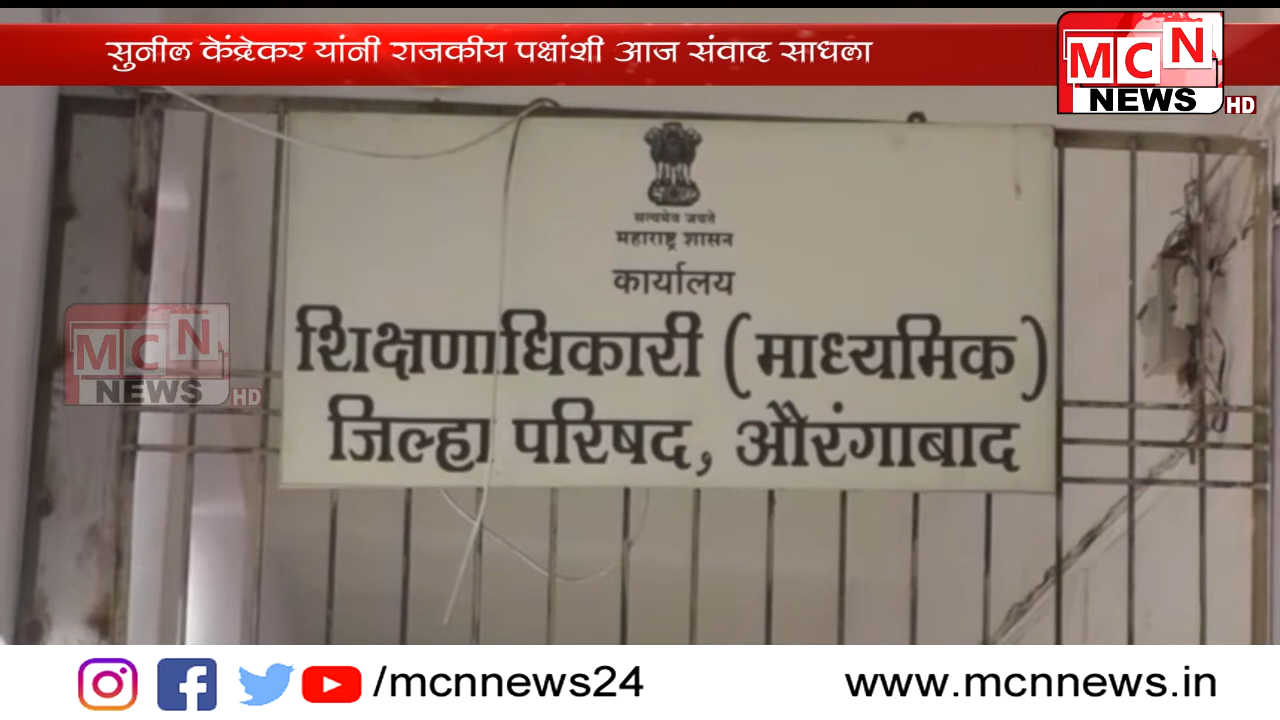 सुनील केंद्रेकर यांनी राजकीय पक्षांशी आज संवाद साधला
MCN
NEWS HD
सत्यमेव जयते
महाराष्ट्र शासन
कार्यालय
शिक्षणाधिकारी (माध्यमिक)
जिल्हा परिषद, औरंगाबाद
MCN
NEWS HD
/mcnnews24
www.mcnnews.in